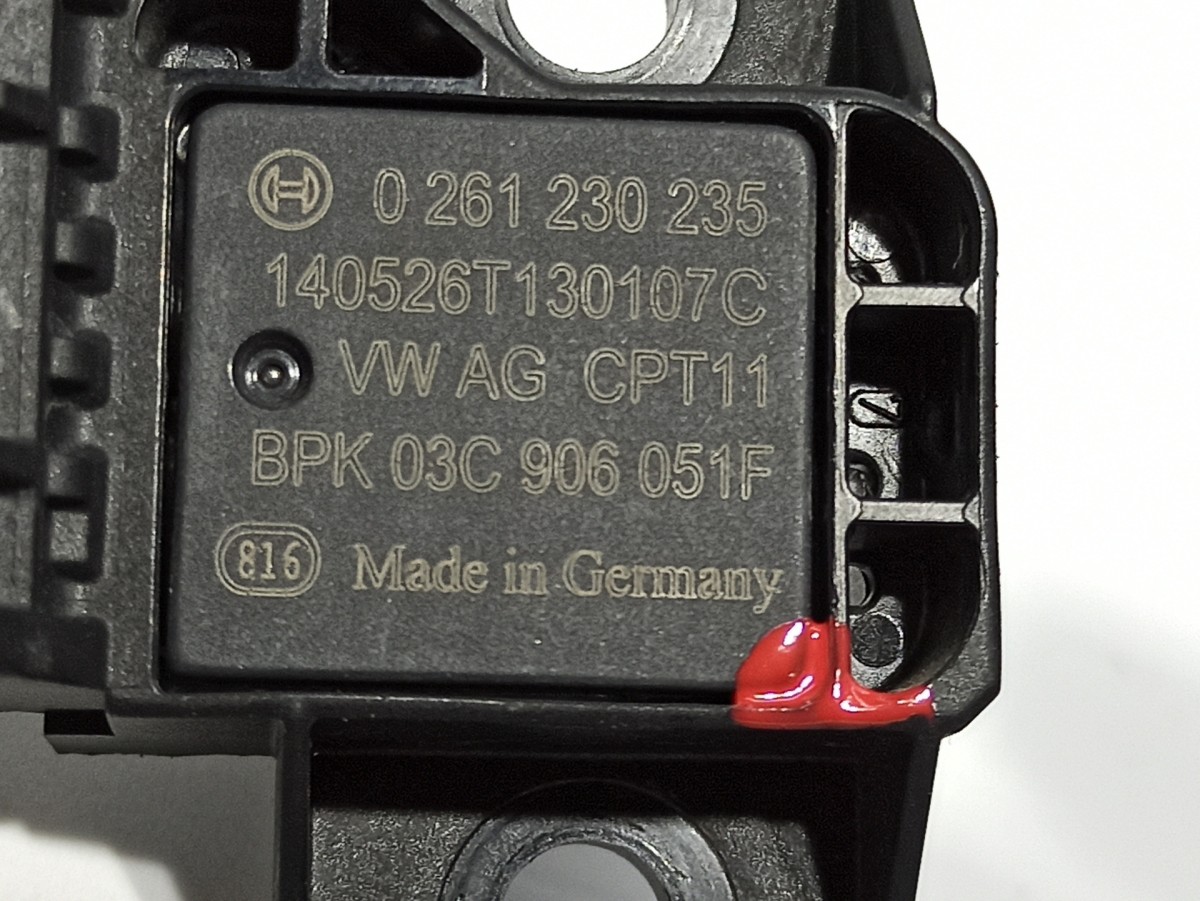 0 261 230 235
140526T130107C
VW AG CPT11
BPK 03C 906 051F
816 Made in Germany